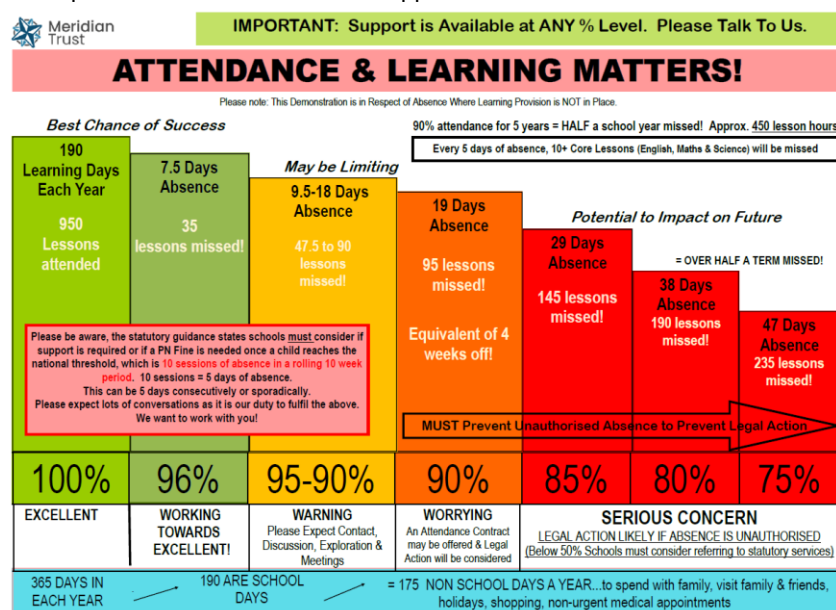 Meridian
Trust
IMPORTANT: Support is Available at ANY % Level. Please Talk To Us.
ATTENDANCE & LEARNING MATTERS!
Please note: This Demonstration is in Respect of Absence Where Learning Provision is NOT in Place.
Best Chance of Success
90% attendance for 5 years = HALF a school year missed! Approx. 450 lesson hours
Every 5 days of absence, 10+ Core Lessons (English, Maths & Science) will be missed
190
Learning Days
Each Year
950
Lessons
attended
7.5 Days
Absence
35
lessons missed!
May be Limiting
9.5-18 Days
Absence
47.5 to 90
lessons
missed!
19 Days
Absence
95 lessons
missed!
Equivalent of 4
weeks off!
Potential to Impact on Future
29 Days
Absence
145 lessons
missed!
= OVER HALF A TERM MISSED!
38 Days
Absence
190 lessons
missed!
47 Days
Absence
235 lessons
missed!
Please be aware, the statutory guidance states schools must consider if
support is required or if a PN Fine is needed once a child reaches the
national threshold, which is 10 sessions of absence in a rolling 10 week
period. 10 sessions = 5 days of absence.
This can be 5 days consecutively or sporadically.
Please expect lots of conversations as it is our duty to fulfil the above.
We want to work with you!
MUST Prevent Unauthorised Absence to Prevent Legal Action
100%
96%
95-90%
90%
85%
80%
75%
EXCELLENT
WORKING
TOWARDS
EXCELLENT!
WARNING
Please Expect Contact,
Discussion, Exploration &
Meetings
WORRYING
An Attendance Contract
may be offered & Legal
Action will be considered
SERIOUS CONCERN
LEGAL ACTION LIKELY IF ABSENCE IS UNAUTHORISED
(Below 50% Schools must consider referring to statutory services)
365 DAYS IN
EACH YEAR
190 ARE SCHOOL
DAYS
= 175 NON SCHOOL DAYS A YEAR...to spend with family, visit family & friends,
holidays, shopping, non-urgent medical appointments